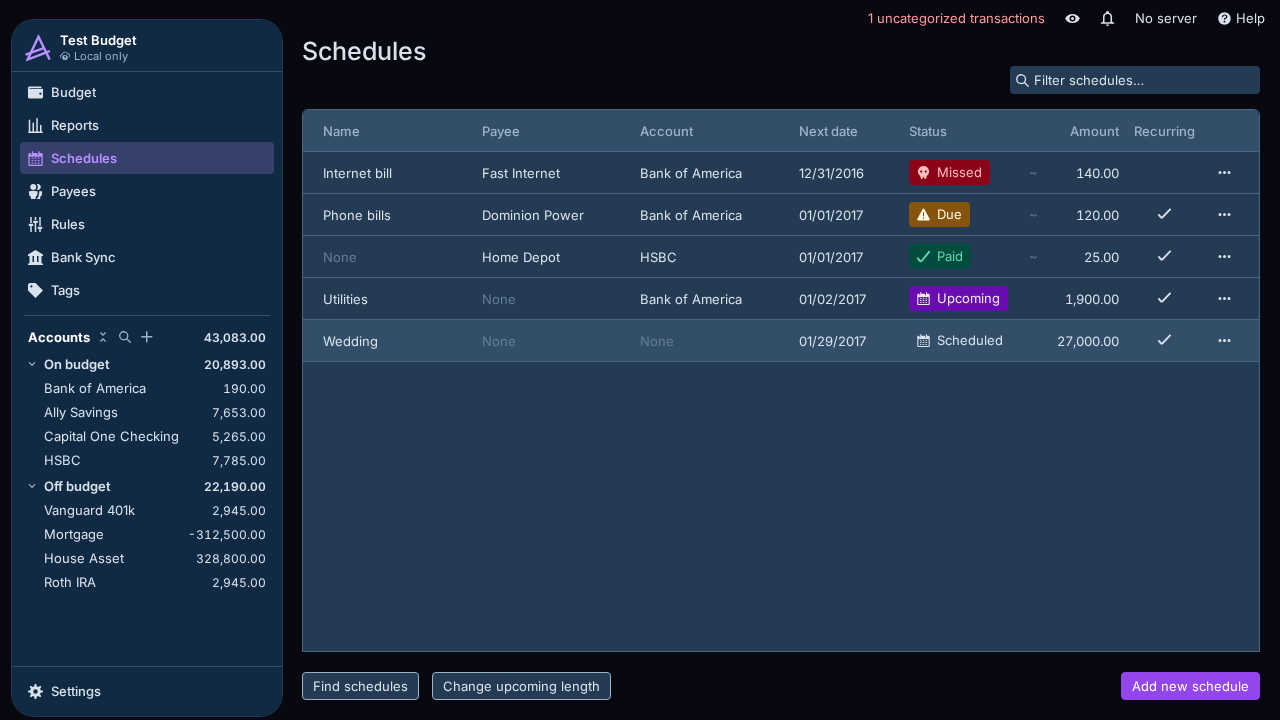 1 uncategorized transactions
No server
Help
Test Budget
Local only
Budget
Reports
Schedules
Payees
Rules
Bank Sync
Tags
Accounts 43,083.00
On budget 20,893.00
Bank of America 190.00
Ally Savings 7,653.00
Capital One Checking 5,265.00
HSBC 7,785.00
Off budget 22,190.00
Vanguard 401k 2,945.00
Mortgage -312,500.00
House Asset 328,800.00
Roth IRA 2,945.00
Settings
Schedules
Filter schedules...
Name Payee Account Next date Status Amount Recurring
Internet bill Fast Internet Bank of America 12/31/2016 Missed ~ 140.00
Phone bills Dominion Power Bank of America 01/01/2017 Due ~ 120.00
None Home Depot HSBC 01/01/2017 Paid ~ 25.00
Utilities None Bank of America 01/02/2017 Upcoming 1,900.00
Wedding None None 01/29/2017 Scheduled 27,000.00
Find schedules
Change upcoming length
Add new schedule